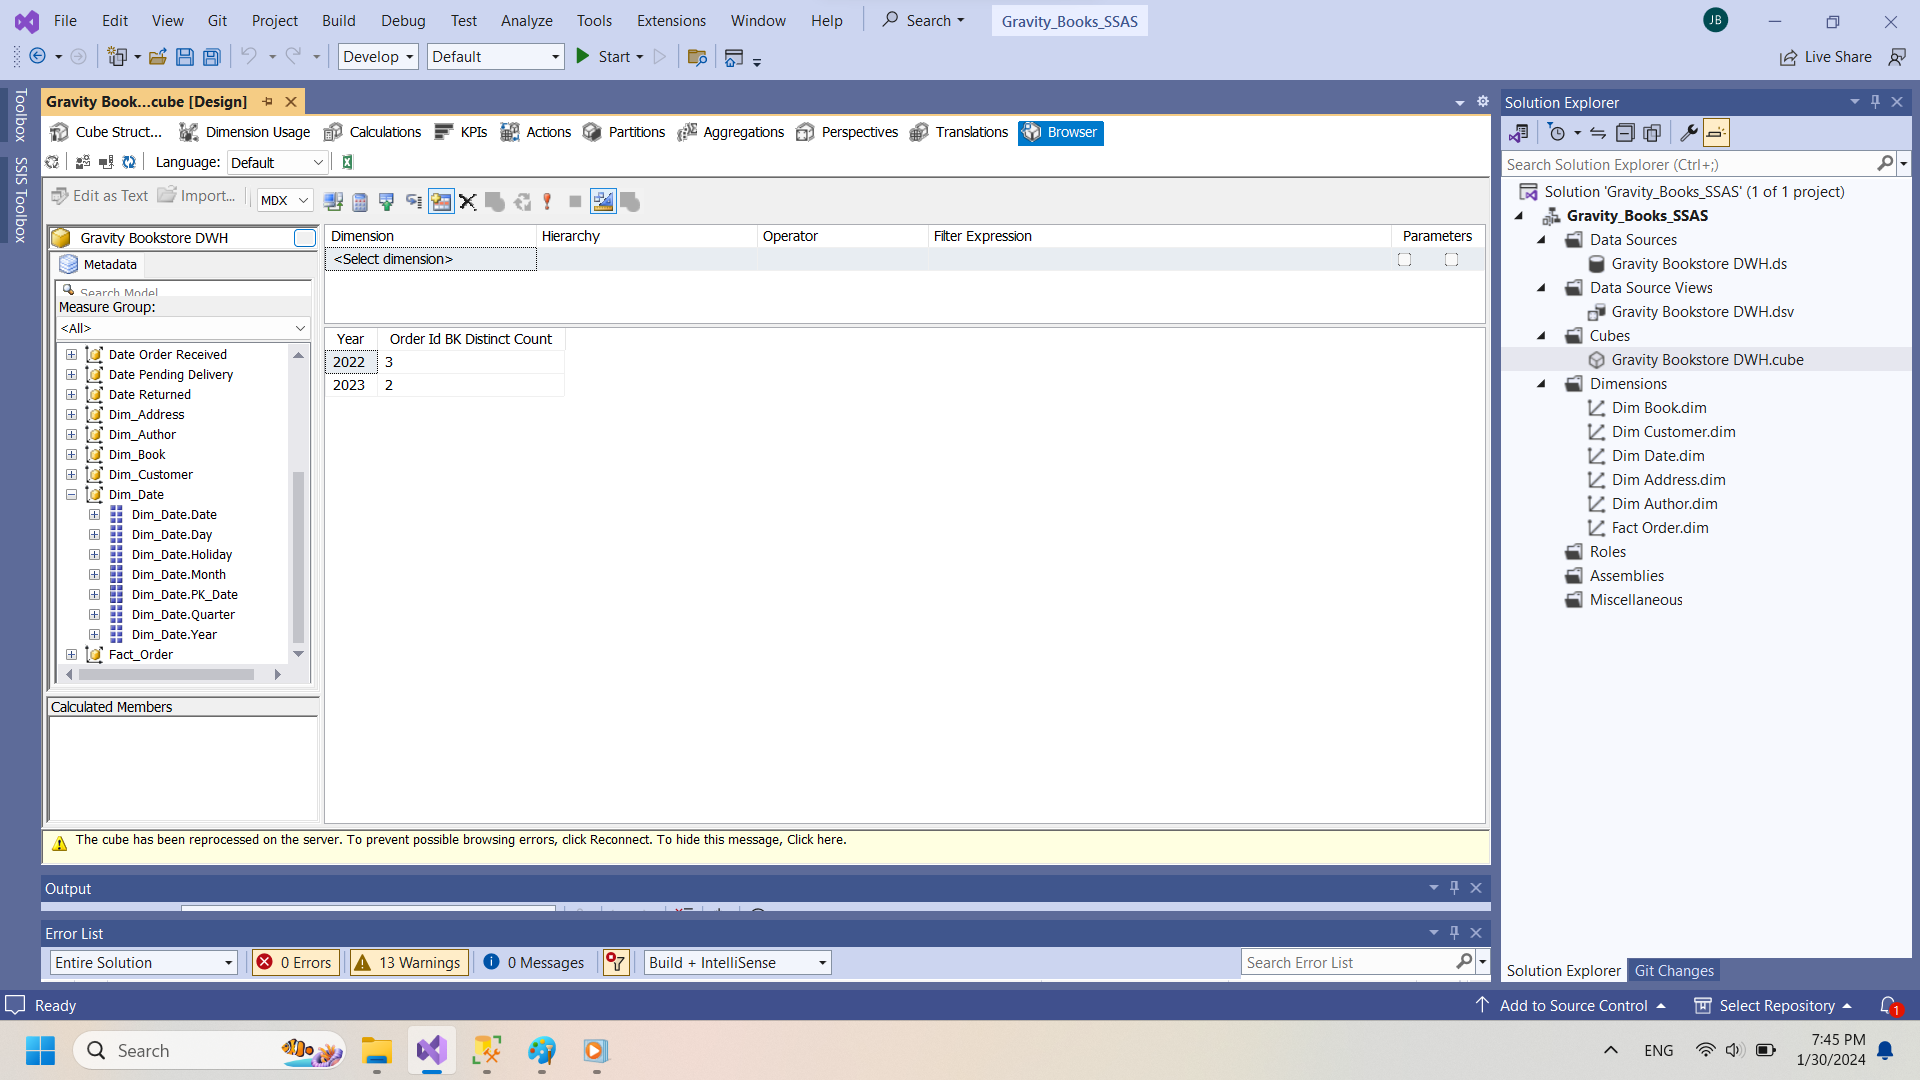 File Edit View Git Project Build Debug Test Analyze Tools Extensions Window Help Search Gravity_Books_SSAS JB
Develop Default Start Live Share
Toolbox
SSIS Toolbox
Gravity Book...cube [Design]
Cube Struct... Dimension Usage Calculations KPIs Actions Partitions Aggregations Perspectives Translations Browser
Language: Default
Edit as Text Import... MDX
Gravity Bookstore DWH
Metadata
Search Model
Measure Group:
<All>
Date Order Received
Date Pending Delivery
Date Returned
Dim_Address
Dim_Author
Dim_Book
Dim_Customer
Dim_Date
Dim_Date.Date
Dim_Date.Day
Dim_Date.Holiday
Dim_Date.Month
Dim_Date.PK_Date
Dim_Date.Quarter
Dim_Date.Year
Fact_Order
Calculated Members
Dimension Hierarchy Operator Filter Expression Parameters
<Select dimension>
Year Order Id BK Distinct Count
2022 3
2023 2
The cube has been reprocessed on the server. To prevent possible browsing errors, click Reconnect. To hide this message, Click here.
Output
Error List
Entire Solution 0 Errors 13 Warnings 0 Messages Build + IntelliSense Search Error List
Solution Explorer
Search Solution Explorer (Ctrl+;)
Solution 'Gravity_Books_SSAS' (1 of 1 project)
Gravity_Books_SSAS
Data Sources
Gravity Bookstore DWH.ds
Data Source Views
Gravity Bookstore DWH.dsv
Cubes
Gravity Bookstore DWH.cube
Dimensions
Dim Book.dim
Dim Customer.dim
Dim Date.dim
Dim Address.dim
Dim Author.dim
Fact Order.dim
Roles
Assemblies
Miscellaneous
Solution Explorer Git Changes
Ready Add to Source Control Select Repository 1
Search ENG 7:45 PM
1/30/2024